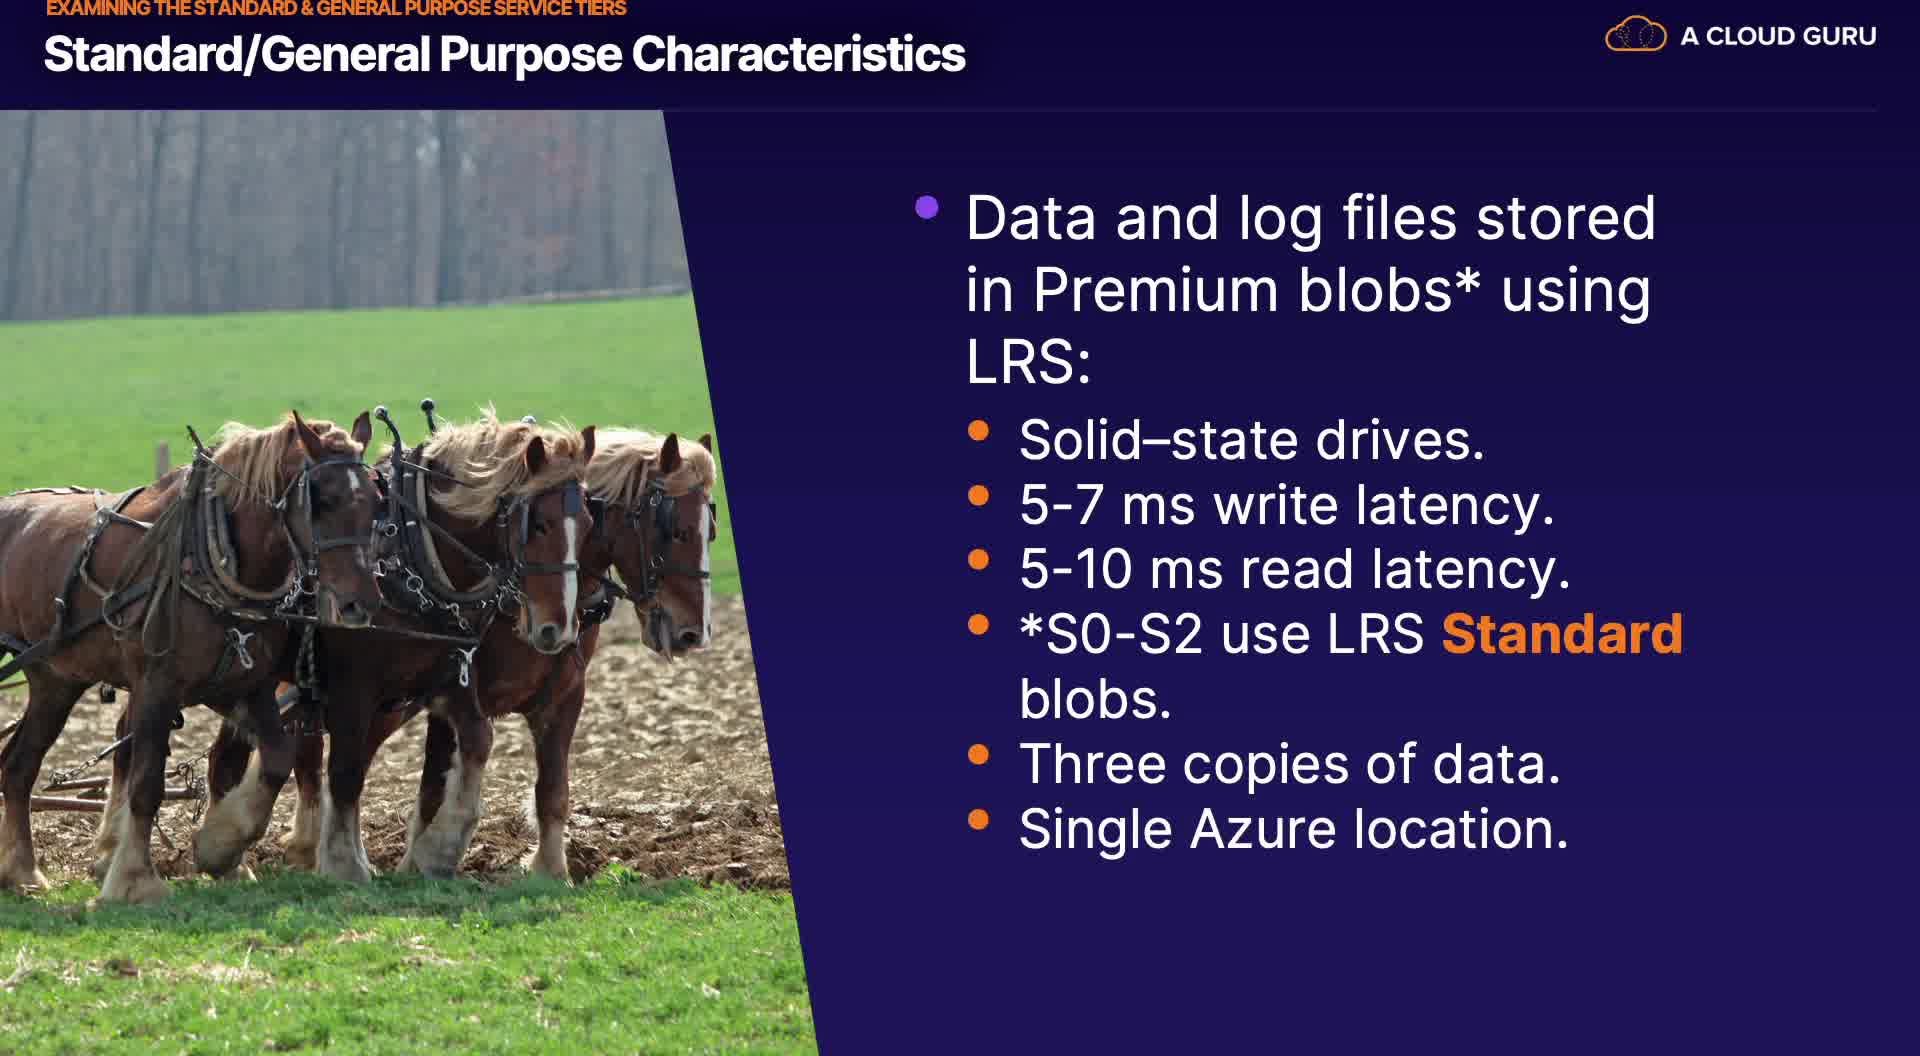 EXAMINING THE STANDARD & GENERAL PURPOSE SERVICE TIERS
Standard/General Purpose Characteristics
A CLOUD GURU
Data and log files stored
in Premium blobs* using
LRS:
Solid–state drives.
5-7 ms write latency.
5-10 ms read latency.
*S0-S2 use LRS Standard
blobs.
Three copies of data.
Single Azure location.